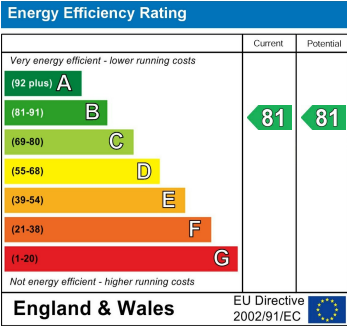 Energy Efficiency Rating
Current Potential
Very energy efficient - lower running costs
(92 plus) A
(81-91) B 81 81
(69-80) C
(55-68) D
(39-54) E
(21-38) F
(1-20) G
Not energy efficient - higher running costs
England & Wales
EU Directive
2002/91/EC